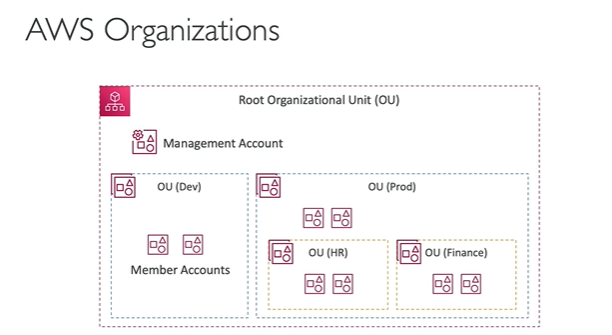 AWS Organizations
Root Organizational Unit (OU)
Management Account
OU (Dev)
OU (Prod)
Member Accounts
OU (HR)
OU (Finance)